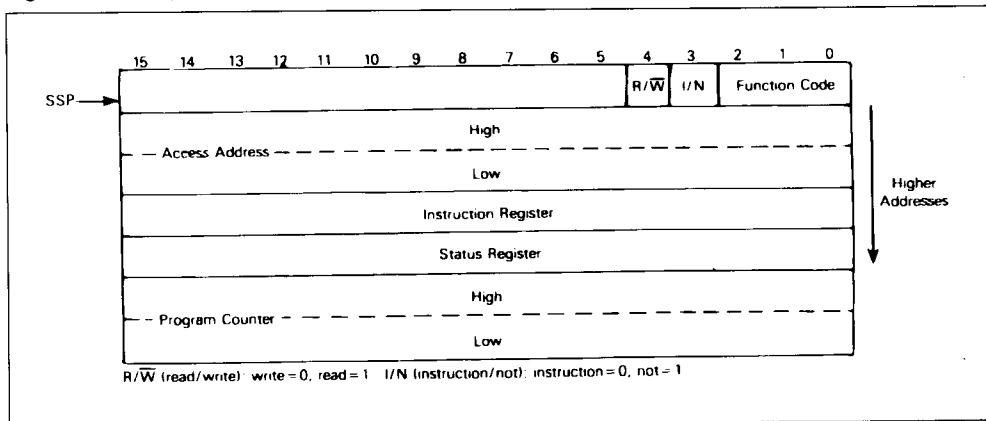 15 14 13 12 11 10 9 8 7 6 5 4 3 2 1 0
SSP R/W̅ I/N Function Code
High
Access Address
Low
Higher
Addresses
Instruction Register
Status Register
High
Program Counter
Low
R/W̅ (read/write): write = 0, read = 1 I/N (instruction/not): instruction = 0, not = 1